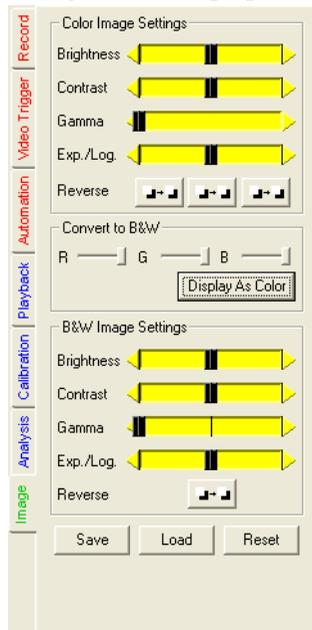 Record
Video Trigger
Automation
Playback
Calibration
Analysis
Image
Color Image Settings
Brightness
Contrast
Gamma
Exp./Log.
Reverse
Convert to B&W
R G B
Display As Color
B&W Image Settings
Brightness
Contrast
Gamma
Exp./Log.
Reverse
Save Load Reset